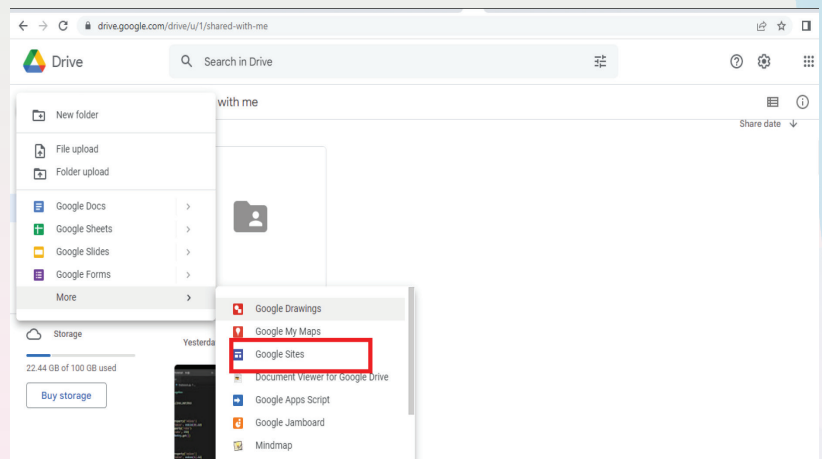 drive.google.com/drive/u/1/shared-with-me
Drive
Search in Drive
New folder
with me
Share date
File upload
Folder upload
Google Docs
Google Sheets
Google Slides
Google Forms
More
Google Drawings
Google My Maps
Google Sites
Document Viewer for Google Drive
Google Apps Script
Google Jamboard
Mindmap
Storage
Yesterda
22.44 GB of 100 GB used
Buy storage